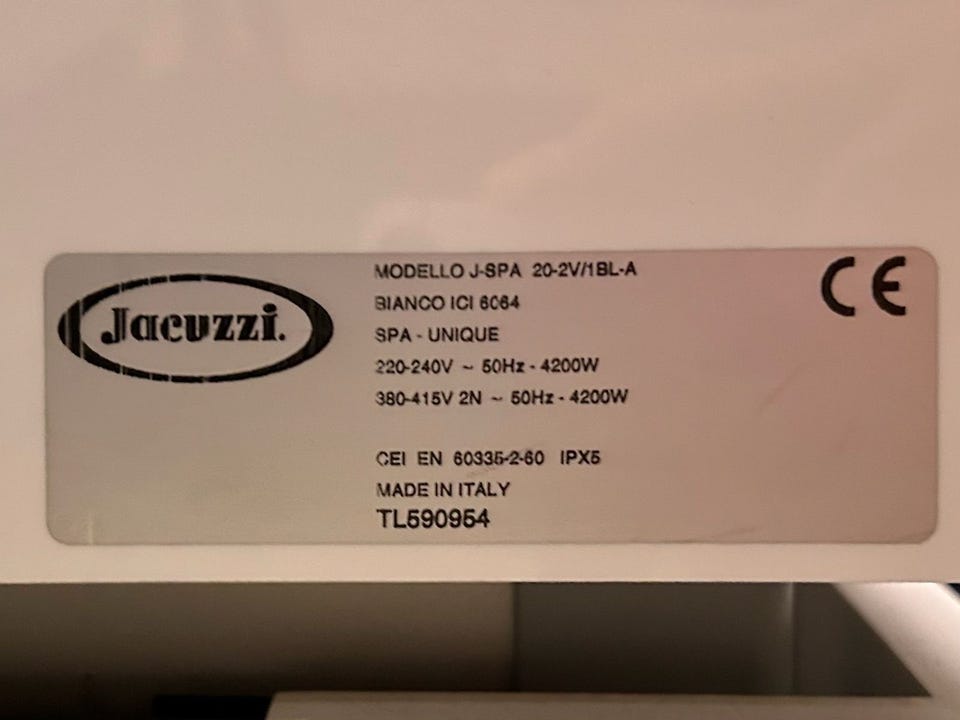 Jacuzzi.
MODELLO J-SPA 20-2V/1BL-A
BIANCO ICI 6064
SPA - UNIQUE
220-240V ~ 50Hz - 4200W
380-415V 2N ~ 50Hz - 4200W
CEI EN 60335-2-60 IPX5
MADE IN ITALY
TL590954
CE